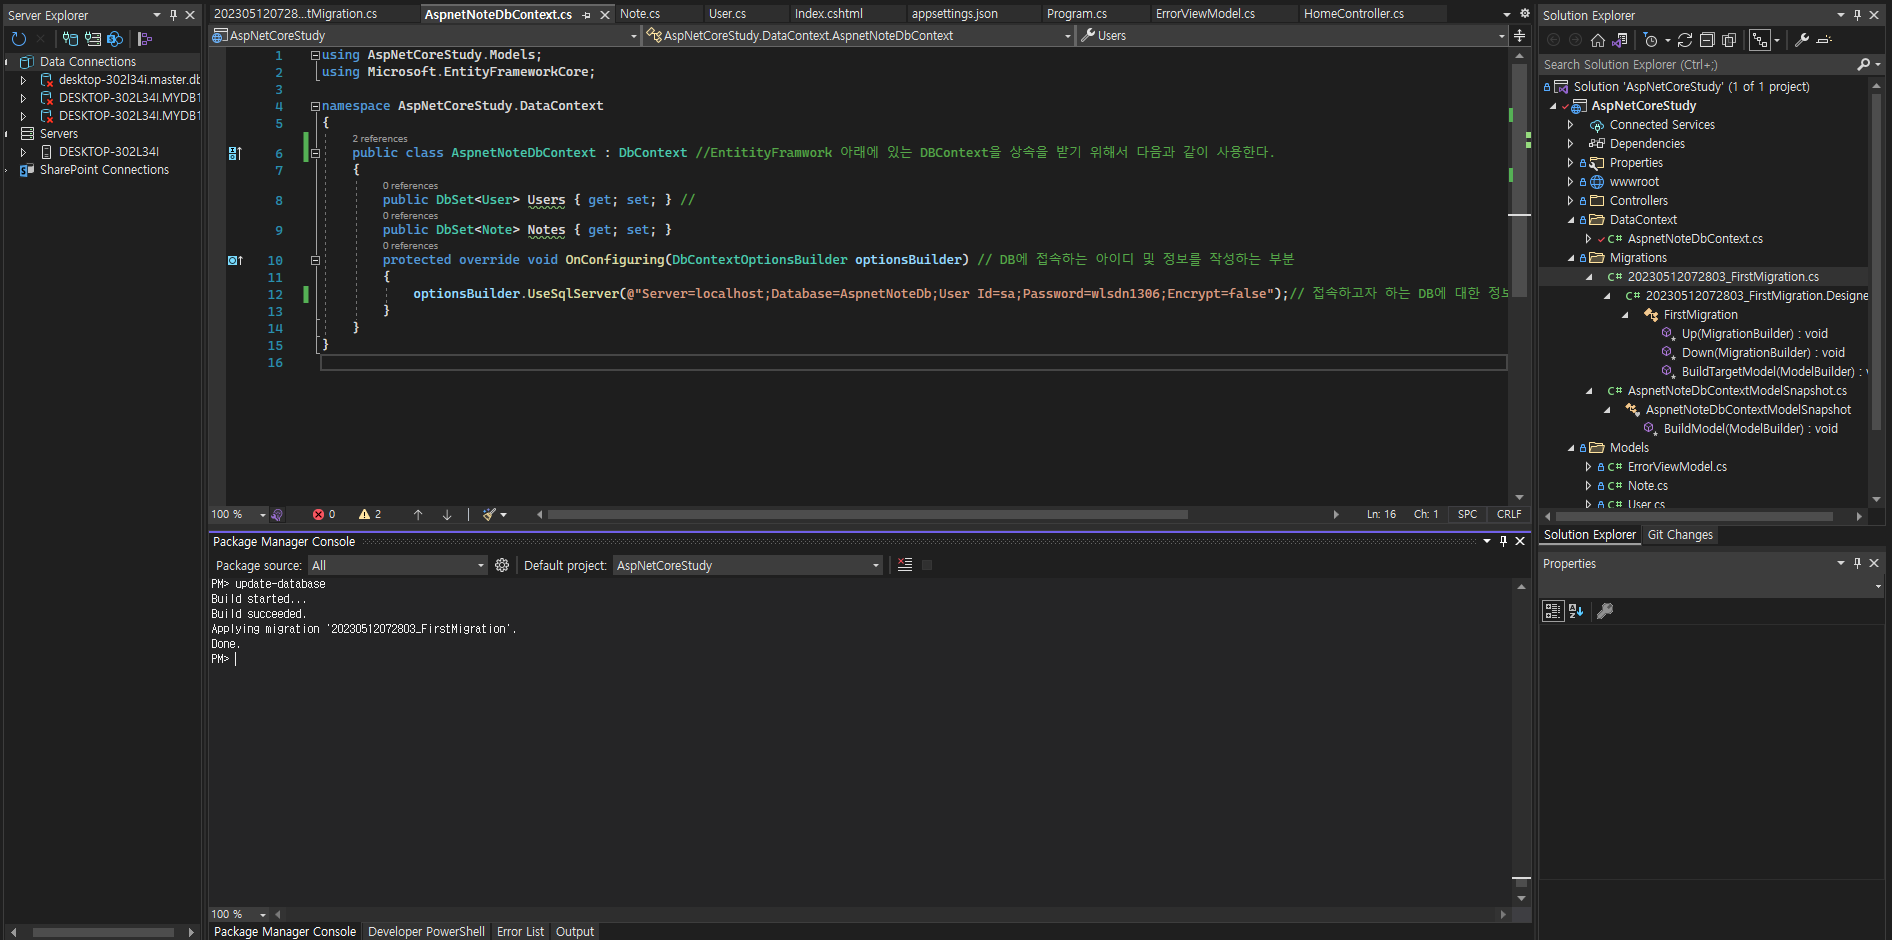 Server Explorer
Data Connections
desktop-302l34i.master.db
DESKTOP-302L34I.MYDB1
DESKTOP-302L34I.MYDB1
Servers
DESKTOP-302L34I
SharePoint Connections
202305120728...tMigration.cs
AspnetNoteDbContext.cs
Note.cs
User.cs
Index.cshtml
appsettings.json
Program.cs
ErrorViewModel.cs
HomeController.cs
AspNetCoreStudy
AspNetCoreStudy.DataContext.AspnetNoteDbContext
Users
1 using AspNetCoreStudy.Models;
2 using Microsoft.EntityFrameworkCore;
3
4 namespace AspNetCoreStudy.DataContext
5 {
2 references
6 public class AspnetNoteDbContext : DbContext //EntitityFramwork 아래에 있는 DBContext을 상속을 받기 위해서 다음과 같이 사용한다.
7 {
0 references
8 public DbSet<User> Users { get; set; } //
0 references
9 public DbSet<Note> Notes { get; set; }
0 references
10 protected override void OnConfiguring(DbContextOptionsBuilder optionsBuilder) // DB에 접속하는 아이디 및 정보를 작성하는 부분
11 {
12 optionsBuilder.UseSqlServer(@"Server=localhost;Database=AspnetNoteDb;User Id=sa;Password=wlsdn1306;Encrypt=false");// 접속하고자 하는 DB에 대한 정보
13 }
14 }
15 }
16
100 %
0
2
Ln: 16
Ch: 1
SPC
CRLF
Package Manager Console
Package source: All
Default project: AspNetCoreStudy
PM> update-database
Build started...
Build succeeded.
Applying migration '20230512072803_FirstMigration'.
Done.
PM>
100 %
Package Manager Console
Developer PowerShell
Error List
Output
Solution Explorer
Search Solution Explorer (Ctrl+;)
Solution 'AspNetCoreStudy' (1 of 1 project)
AspNetCoreStudy
Connected Services
Dependencies
Properties
wwwroot
Controllers
DataContext
C# AspnetNoteDbContext.cs
Migrations
C# 20230512072803_FirstMigration.cs
C# 20230512072803_FirstMigration.Designe
FirstMigration
Up(MigrationBuilder) : void
Down(MigrationBuilder) : void
BuildTargetModel(ModelBuilder) : v
C# AspnetNoteDbContextModelSnapshot.cs
AspnetNoteDbContextModelSnapshot
BuildModel(ModelBuilder) : void
Models
C# ErrorViewModel.cs
C# Note.cs
C# User.cs
Solution Explorer
Git Changes
Properties